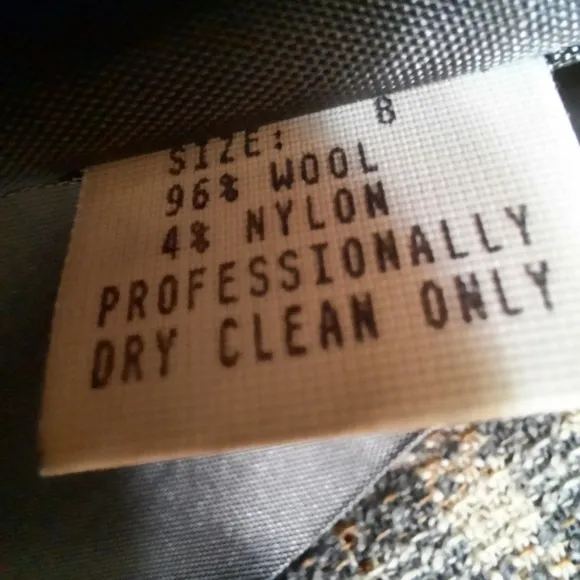 SIZE: 8
96% WOOL
4% NYLON
PROFESSIONALLY
DRY CLEAN ONLY